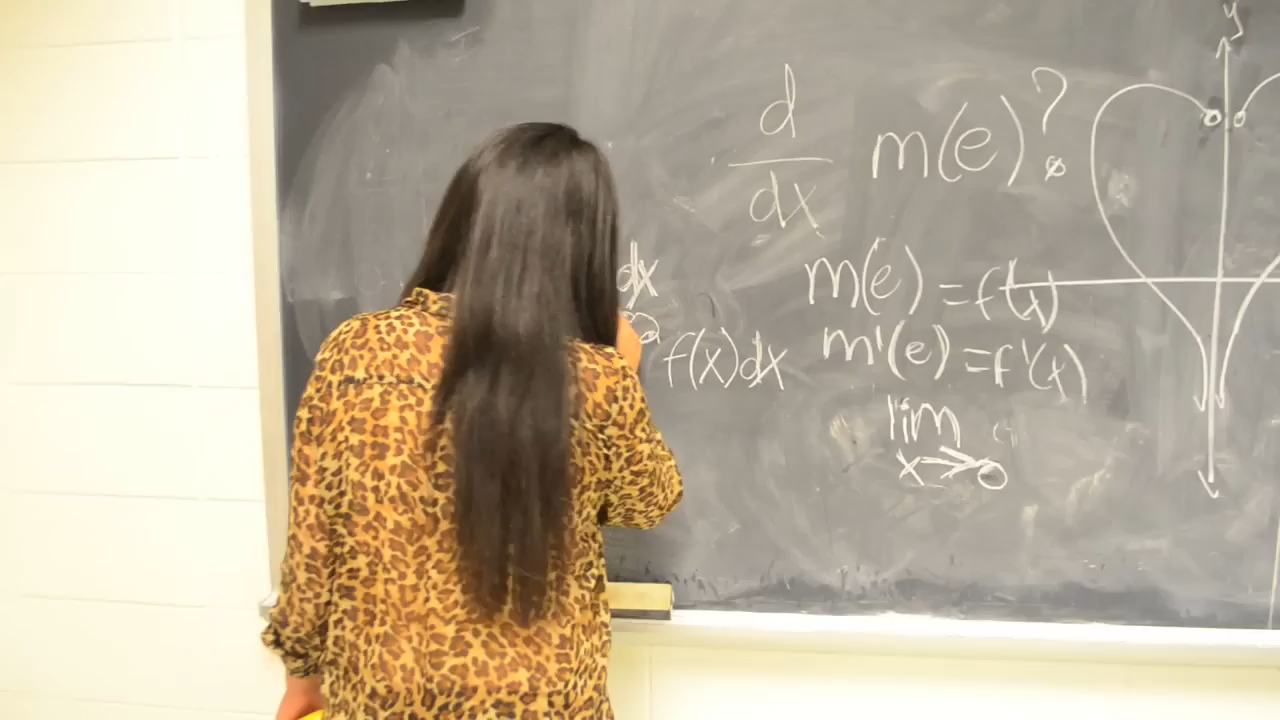 y
d
dx
m(e)?
dx
m(e) = f(x)
f(x)dx
m'(e) = f'(x)
lim
x→0